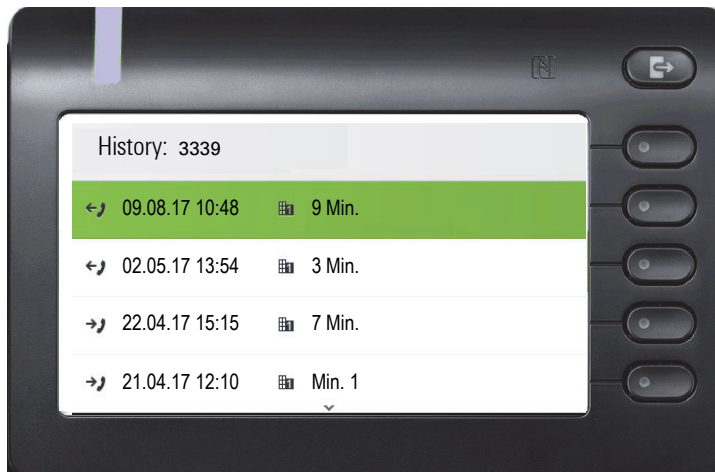 History: 3339
09.08.17 10:48 9 Min.
02.05.17 13:54 3 Min.
22.04.17 15:15 7 Min.
21.04.17 12:10 Min. 1